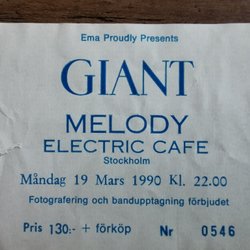 Ema Proudly Presents
GIANT
MELODY
ELECTRIC CAFE
Stockholm
Måndag 19 Mars 1990 Kl. 22.00
Fotografering och bandupptagning förbjudet
Pris 130:- + förköp Nr 0546